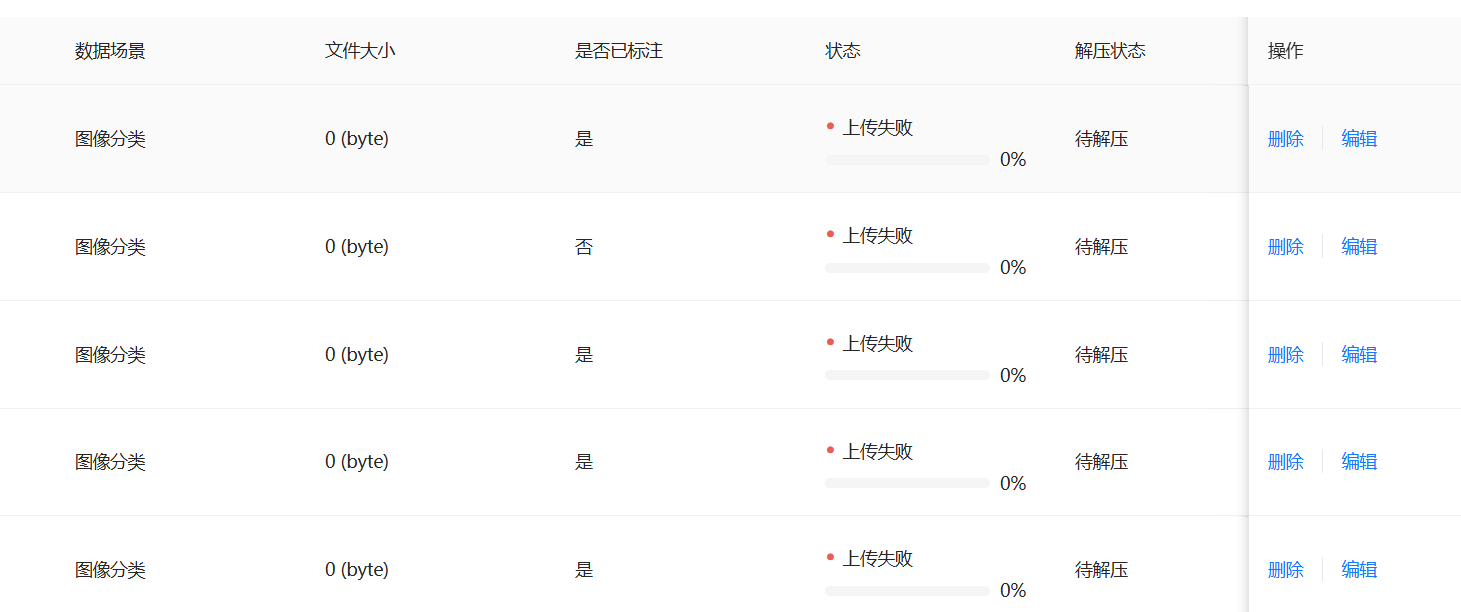 数据场景 文件大小 是否已标注 状态 解压状态 操作
图像分类 0 (byte) 是 上传失败 0% 待解压 删除 编辑
图像分类 0 (byte) 否 上传失败 0% 待解压 删除 编辑
图像分类 0 (byte) 是 上传失败 0% 待解压 删除 编辑
图像分类 0 (byte) 是 上传失败 0% 待解压 删除 编辑
图像分类 0 (byte) 是 上传失败 0% 待解压 删除 编辑